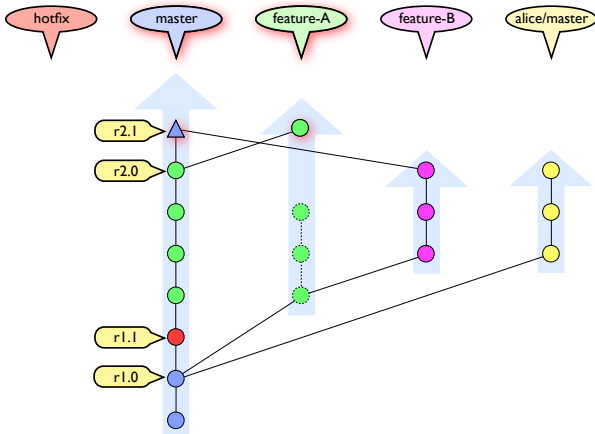 hotfix
master
feature-A
feature-B
alice/master
r2.1
r2.0
r1.1
r1.0